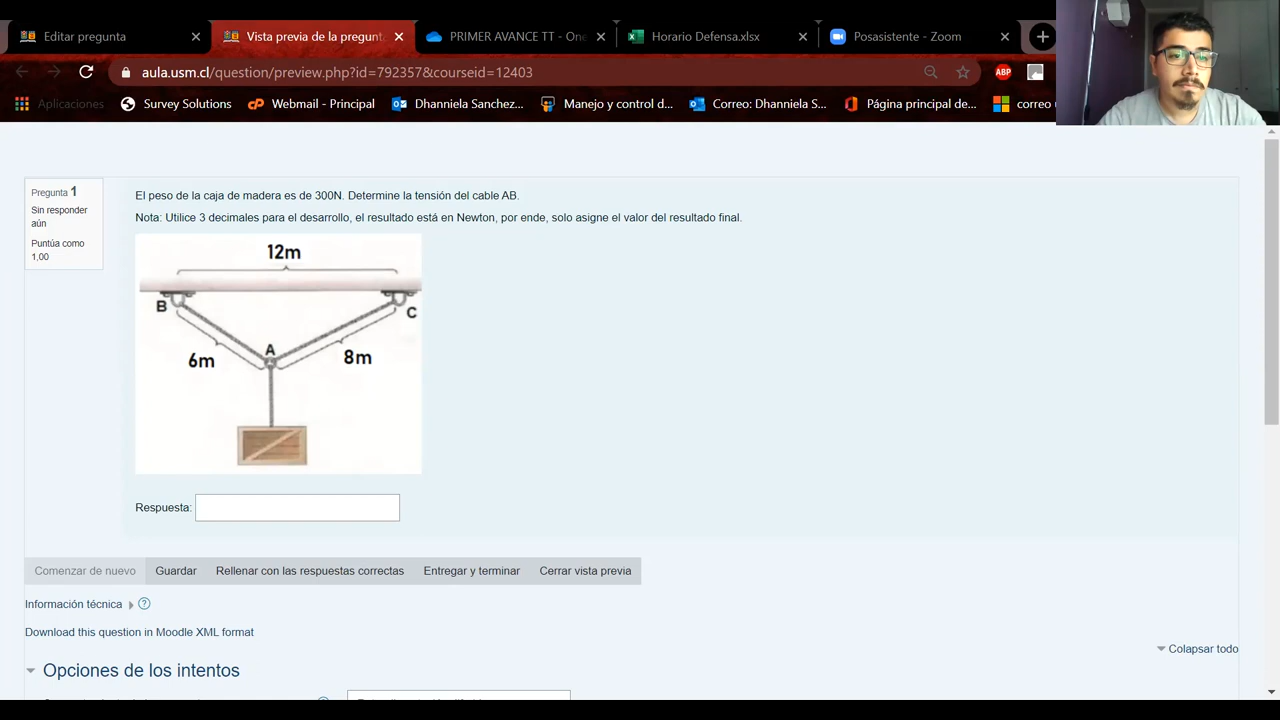 Editar pregunta
Vista previa de la pregunta
PRIMER AVANCE TT - One
Horario Defensa.xlsx
Posasistente - Zoom
aula.usm.cl/question/preview.php?id=792357&courseid=12403
ABP
Aplicaciones
Survey Solutions
Webmail - Principal
Dhanniela Sanchez...
Manejo y control d...
Correo: Dhanniela S...
Página principal de...
Pregunta 1
Sin responder
aún
Puntúa como
1,00
El peso de la caja de madera es de 300N. Determine la tensión del cable AB.
Nota: Utilice 3 decimales para el desarrollo, el resultado está en Newton, por ende, solo asigne el valor del resultado final.
12m
B
C
A
6m
8m
Respuesta:
Comenzar de nuevo
Guardar
Rellenar con las respuestas correctas
Entregar y terminar
Cerrar vista previa
Información técnica
Download this question in Moodle XML format
Colapsar todo
Opciones de los intentos